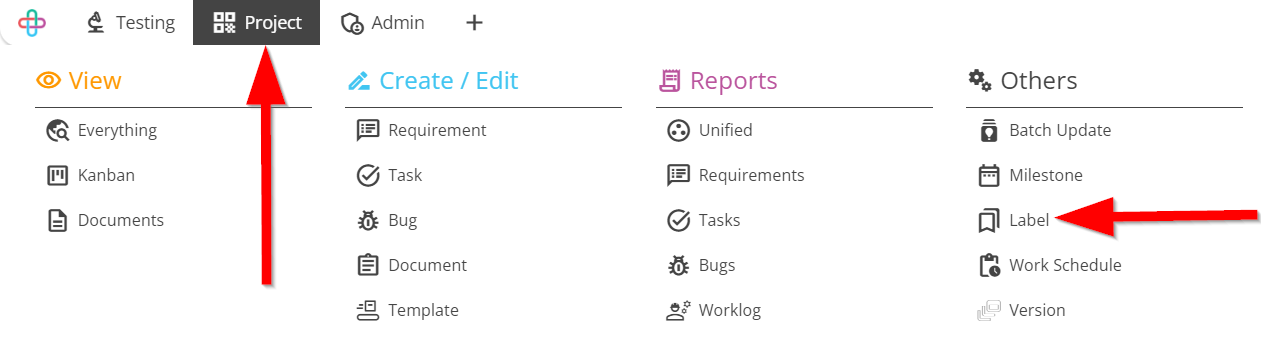 Testing Project Admin +
View
Everything
Kanban
Documents
Create / Edit
Requirement
Task
Bug
Document
Template
Reports
Unified
Requirements
Tasks
Bugs
Worklog
Others
Batch Update
Milestone
Label
Work Schedule
Version